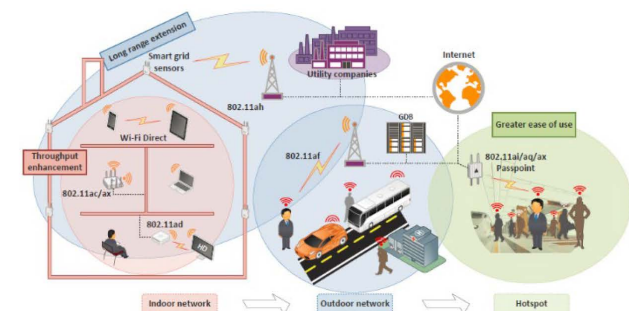 Long range extension
Smart grid
sensors
Utility companies
Internet
802.11ah
GDB
Greater ease of use
Wi-Fi Direct
802.11af
802.11ai/aq/ax
Passpoint
Throughput
enhancement
802.11ac/ax
802.11ad
HD
Indoor network
Outdoor network
Hotspot